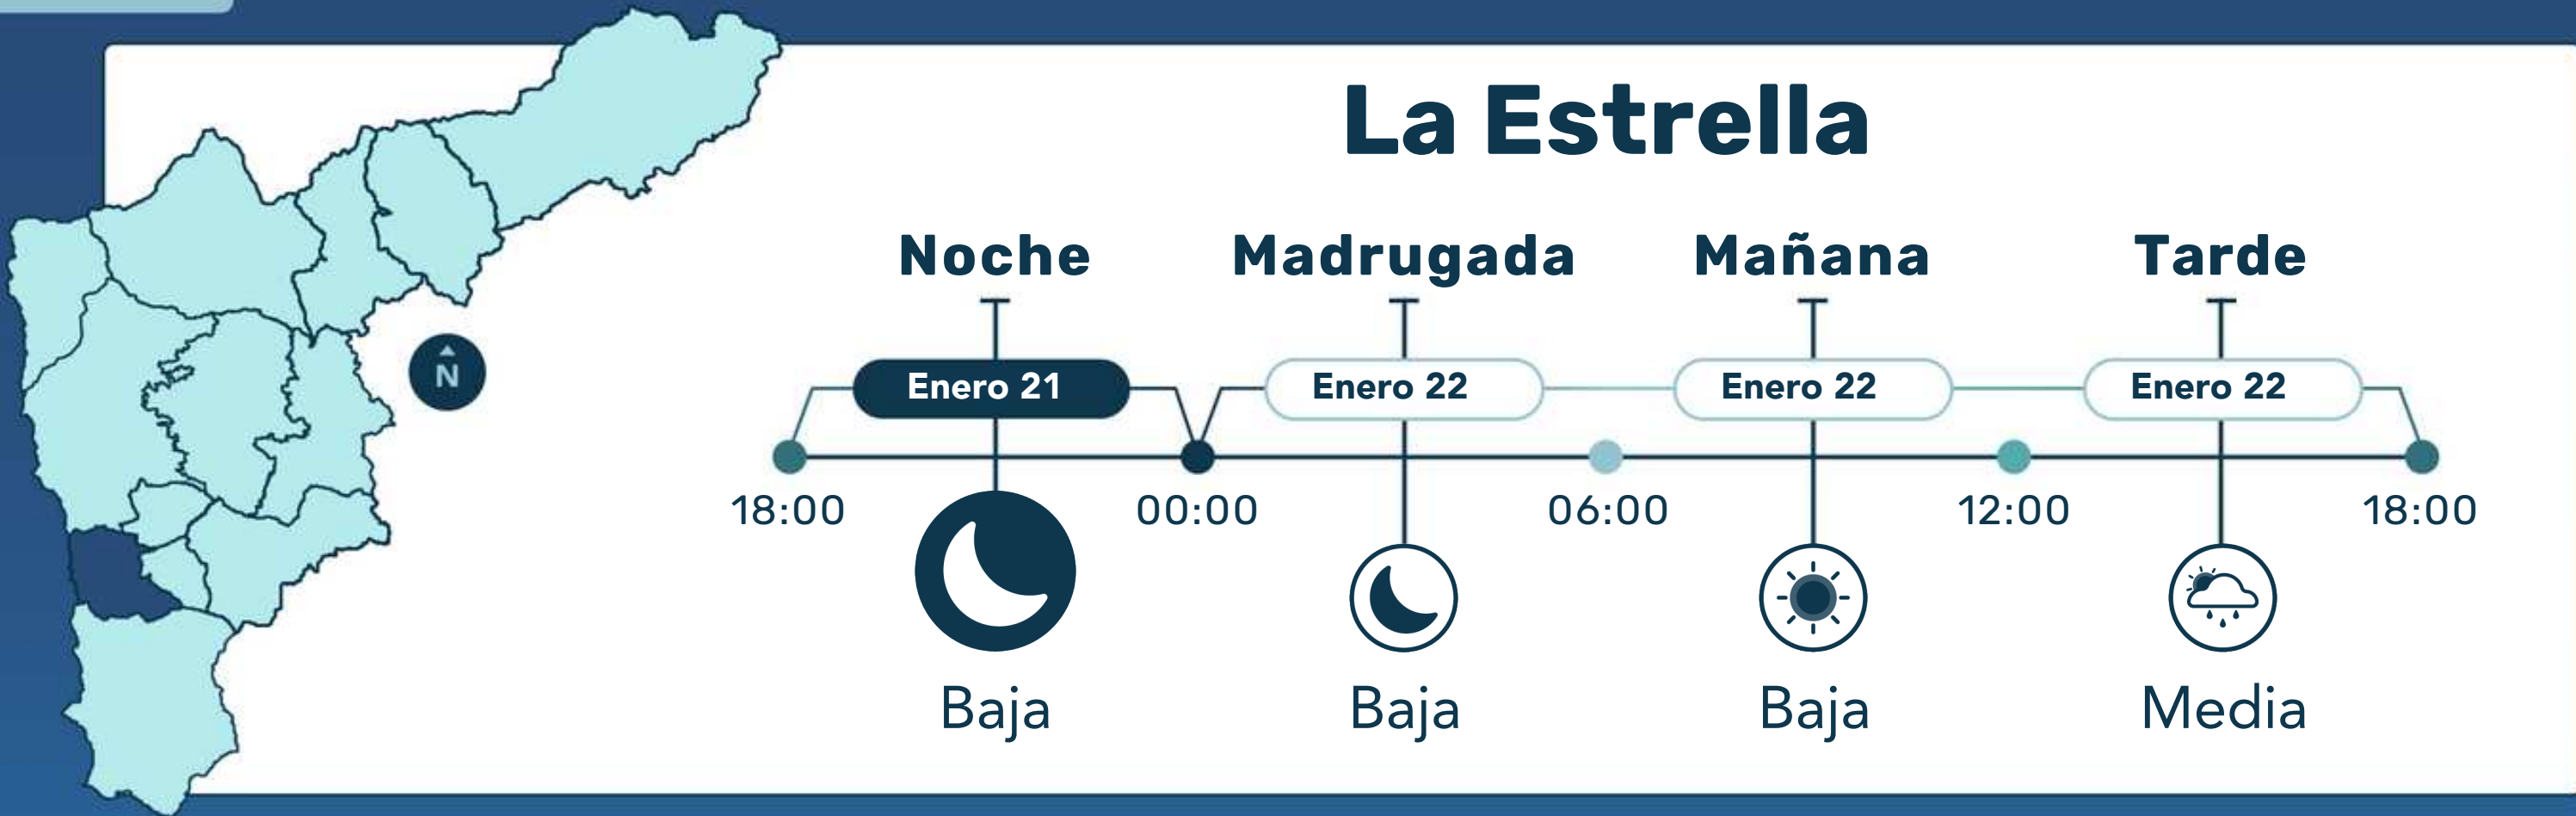 La Estrella
Noche Madrugada Mañana Tarde
N
Enero 21 Enero 22 Enero 22 Enero 22
18:00 00:00 06:00 12:00 18:00
Baja Baja Baja Media